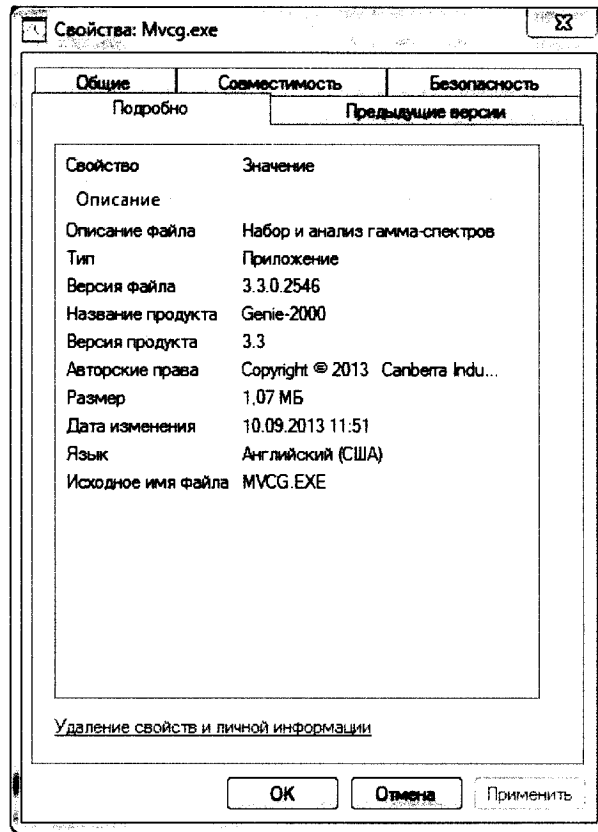 Свойства: Mvcg.exe
Общие Совместимость Безопасность
Подробно Предыдущие версии
Свойство Значение
Описание
Описание файла Набор и анализ гамма-спектров
Тип Приложение
Версия файла 3.3.0.2546
Название продукта Genie-2000
Версия продукта 3.3
Авторские права Copyright © 2013 Canberra Indu...
Размер 1,07 МБ
Дата изменения 10.09.2013 11:51
Язык Английский (США)
Исходное имя файла MVCG.EXE
Удаление свойств и личной информации
OK Отмена Применить